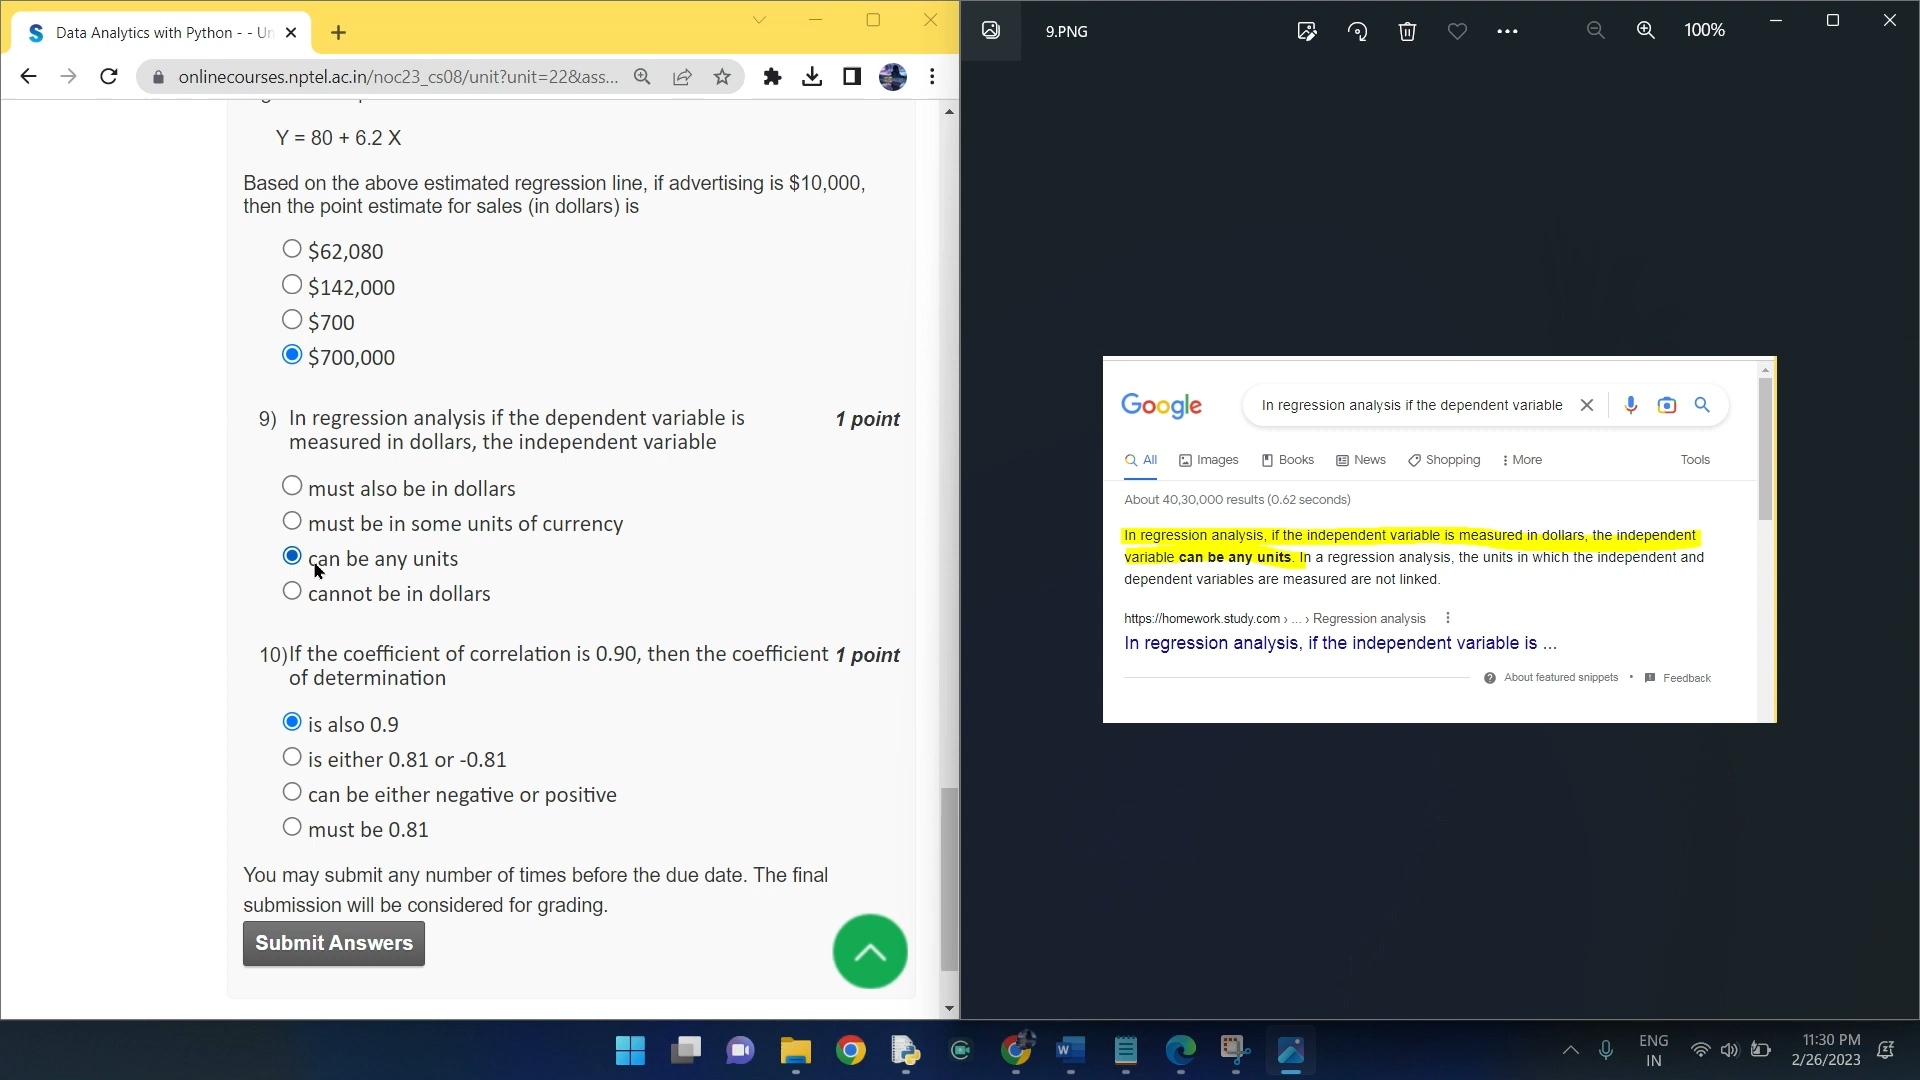 Data Analytics with Python - - Un
onlinecourses.nptel.ac.in/noc23_cs08/unit?unit=22&ass...
Y = 80 + 6.2 X
Based on the above estimated regression line, if advertising is $10,000,
then the point estimate for sales (in dollars) is
$62,080
$142,000
$700
$700,000
9) In regression analysis if the dependent variable is 1 point
measured in dollars, the independent variable
must also be in dollars
must be in some units of currency
can be any units
cannot be in dollars
10) If the coefficient of correlation is 0.90, then the coefficient 1 point
of determination
is also 0.9
is either 0.81 or -0.81
can be either negative or positive
must be 0.81
You may submit any number of times before the due date. The final
submission will be considered for grading.
Submit Answers
9.PNG
100%
Google
In regression analysis if the dependent variable
All Images Books News Shopping More Tools
About 40,30,000 results (0.62 seconds)
In regression analysis, if the independent variable is measured in dollars, the independent
variable can be any units. In a regression analysis, the units in which the independent and
dependent variables are measured are not linked.
https://homework.study.com › ... › Regression analysis
In regression analysis, if the independent variable is ...
About featured snippets • Feedback
ENG
IN
11:30 PM
2/26/2023